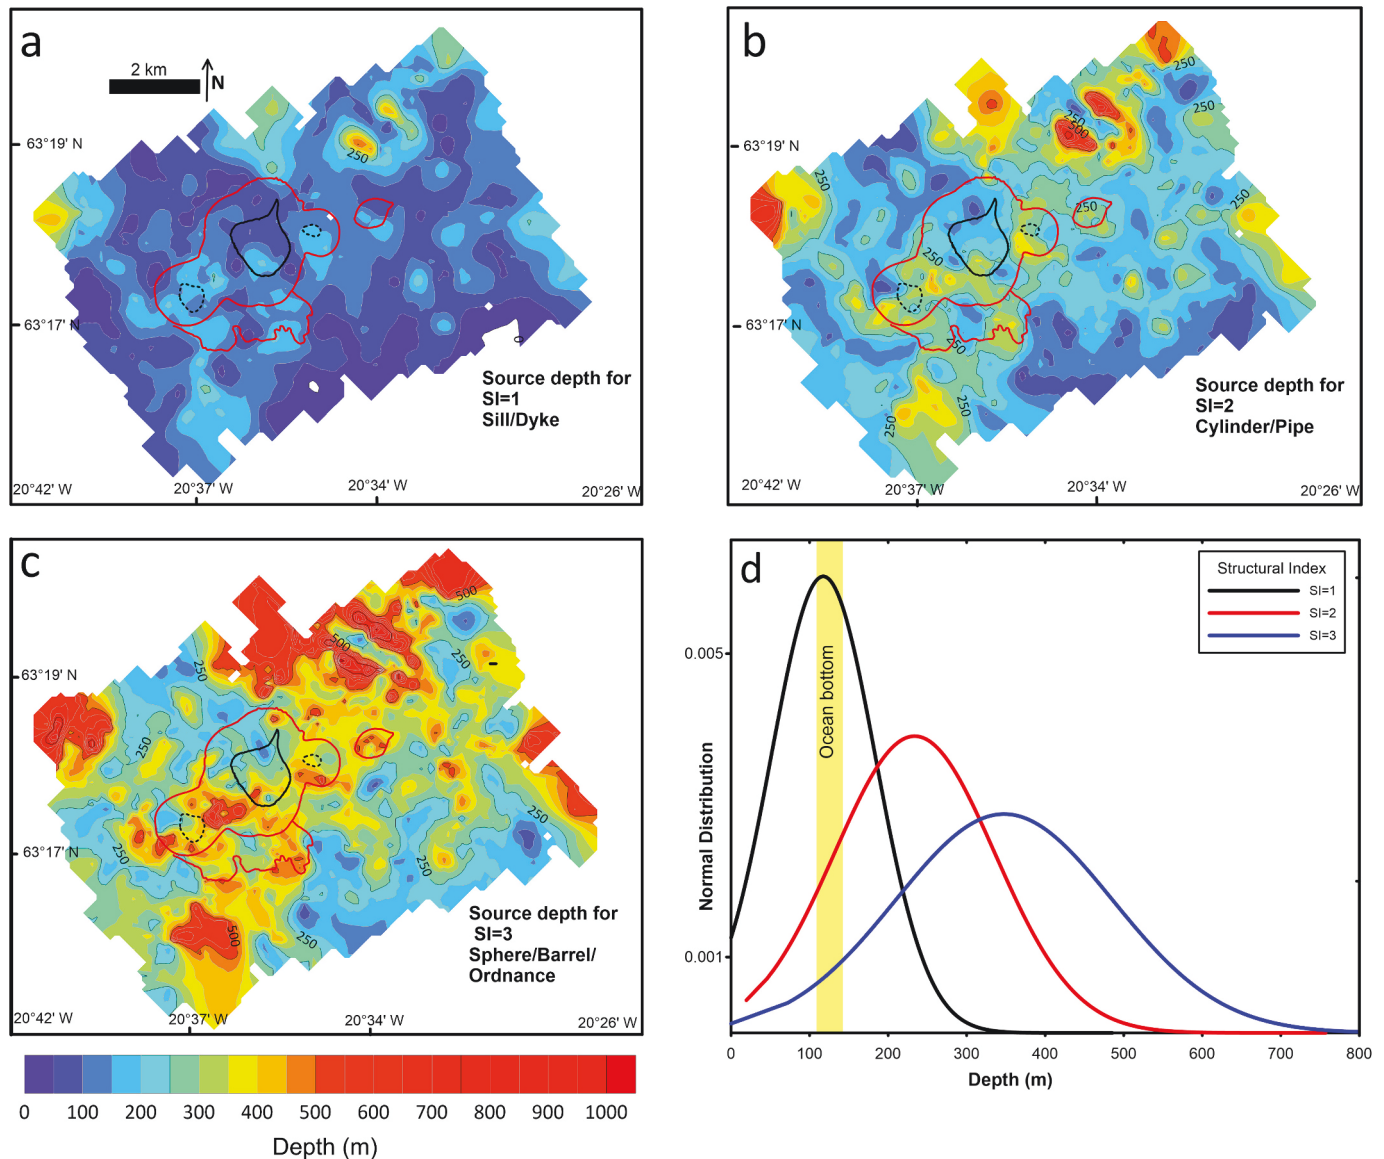 a
2 km
N
63°19' N
250
63°17' N
0
Source depth for
SI=1
Sill/Dyke
20°42' W
20°37' W
20°34' W
20°26' W
b
250
250
250
500
63°19' N
250
250
250
250
63°17' N
250
250
250
Source depth for
SI=2
Cylinder/Pipe
20°42' W
20°37' W
20°34' W
20°26' W
c
500
500
63°19' N
250
250
250
250
63°17' N
250
250
500
250
Source depth for
SI=3
Sphere/Barrel/
Ordnance
20°42' W
20°37' W
20°34' W
20°26' W
0 100 200 300 400 500 600 700 800 900 1000
Depth (m)
d
Structural Index
SI=1
SI=2
SI=3
Ocean bottom
0.005
0.001
Normal Distribution
0 100 200 300 400 500 600 700 800
Depth (m)